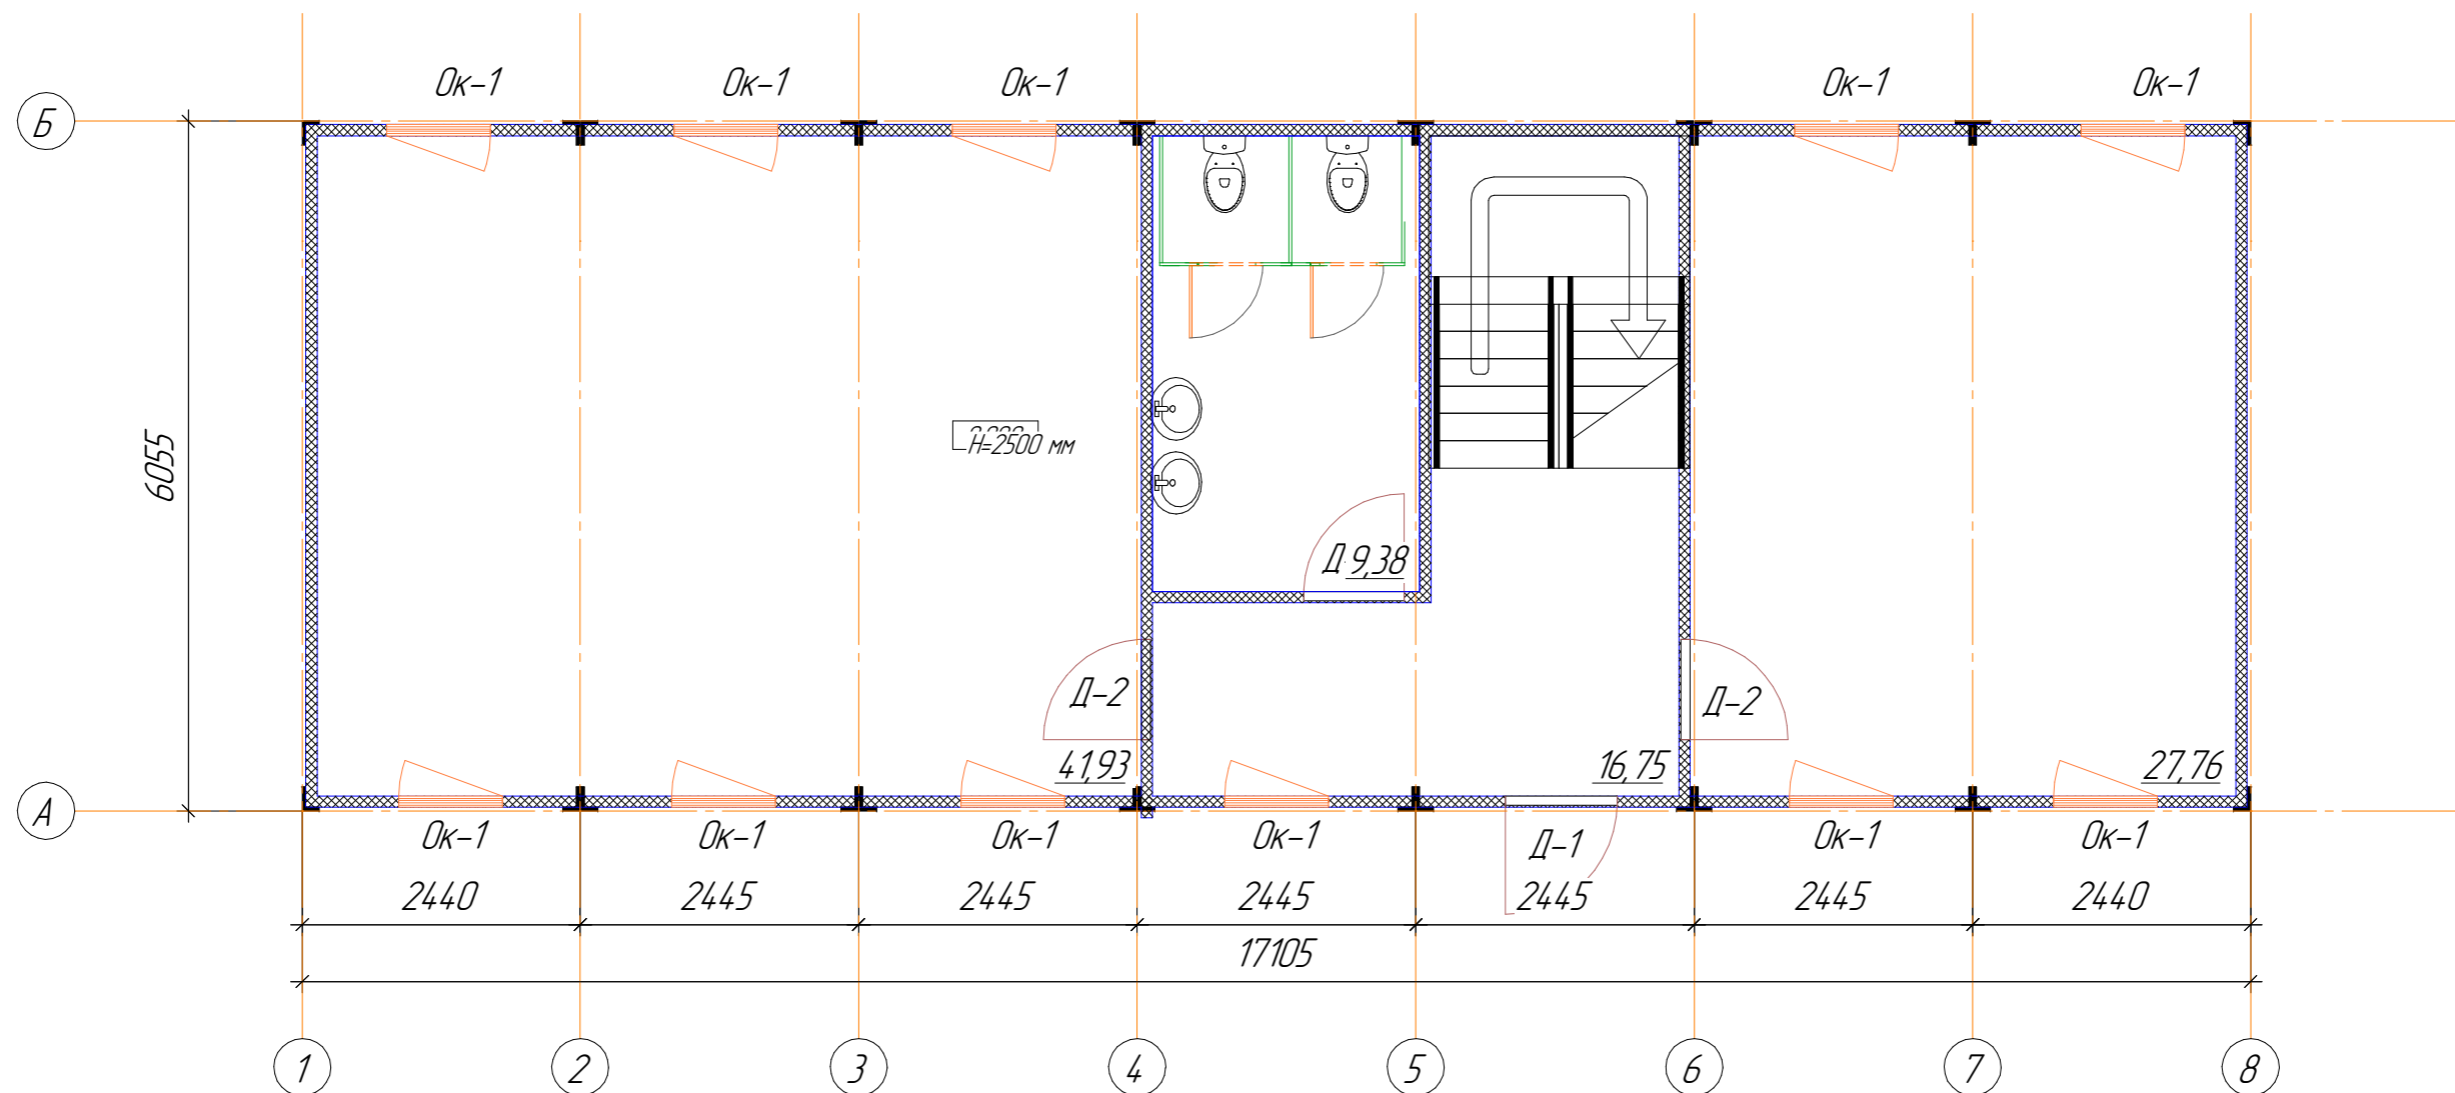 Ок-1 Ок-1 Ок-1 Ок-1 Ок-1
Б
6055
H=2500 мм
Д 9,38
Д-2 Д-2
41,93 16,75 27,76
А
Ок-1 Ок-1 Ок-1 Ок-1 Д-1 Ок-1 Ок-1
2440 2445 2445 2445 2445 2445 2440
17105
1 2 3 4 5 6 7 8